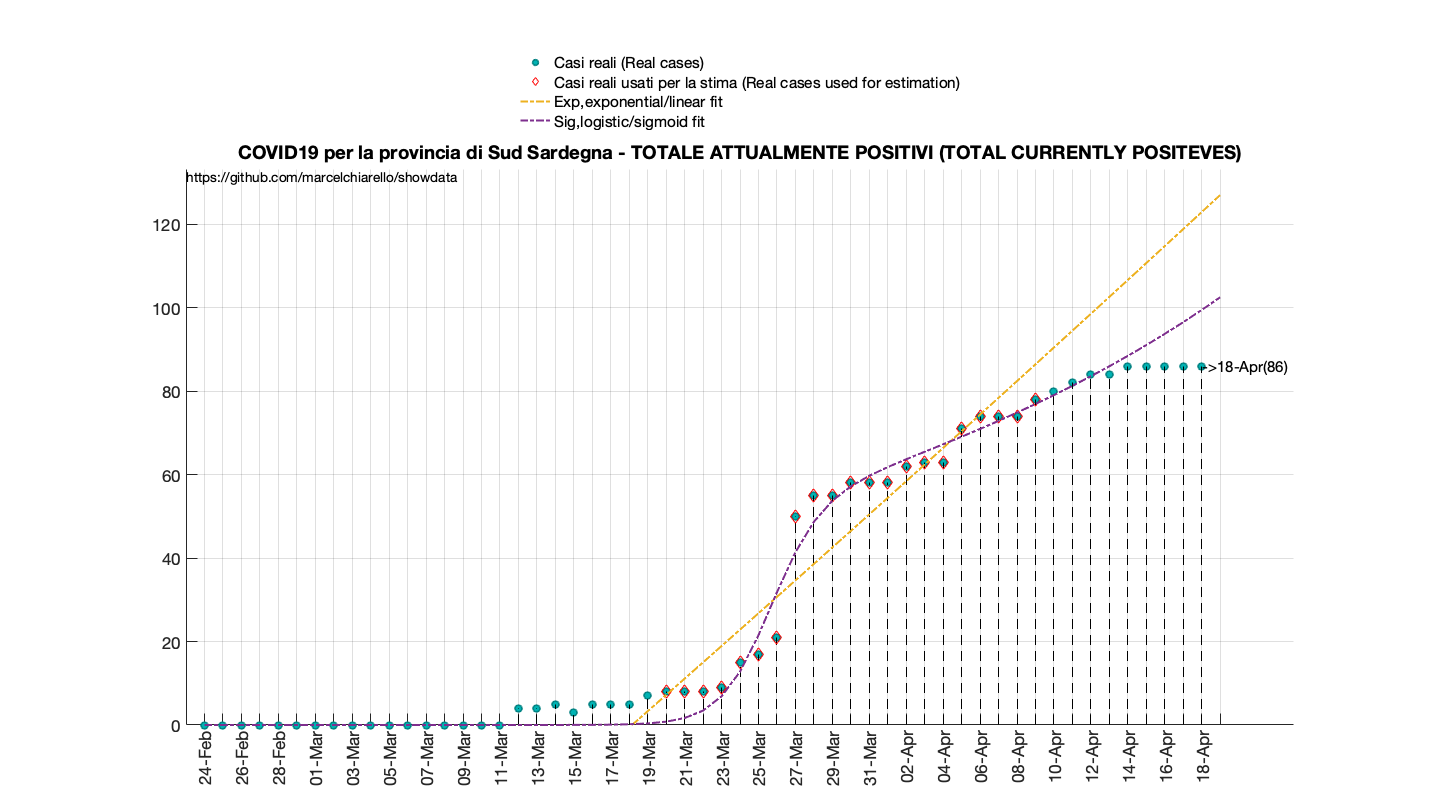 Casi reali (Real cases)
Casi reali usati per la stima (Real cases used for estimation)
Exp,exponential/linear fit
Sig,logistic/sigmoid fit
COVID19 per la provincia di Sud Sardegna - TOTALE ATTUALMENTE POSITIVI (TOTAL CURRENTLY POSITEVES)
https://github.com/marcelchiarello/showdata
120
100
80
60
40
20
0
>18-Apr(86)
24-Feb
26-Feb
28-Feb
01-Mar
03-Mar
05-Mar
07-Mar
09-Mar
11-Mar
13-Mar
15-Mar
17-Mar
19-Mar
21-Mar
23-Mar
25-Mar
27-Mar
29-Mar
31-Mar
02-Apr
04-Apr
06-Apr
08-Apr
10-Apr
12-Apr
14-Apr
16-Apr
18-Apr